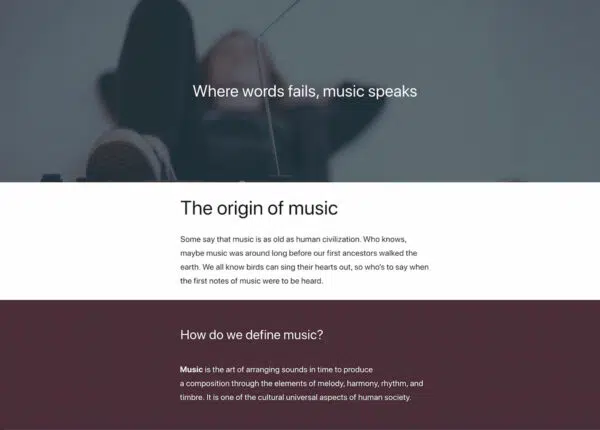 Where words fails, music speaks
The origin of music
Some say that music is as old as human civilization. Who knows,
maybe music was around long before our first ancestors walked the
earth. We all know birds can sing their hearts out, so who's to say when
the first notes of music were to be heard.
How do we define music?
Music is the art of arranging sounds in time to produce
a composition through the elements of melody, harmony, rhythm, and
timbre. It is one of the cultural universal aspects of human society.